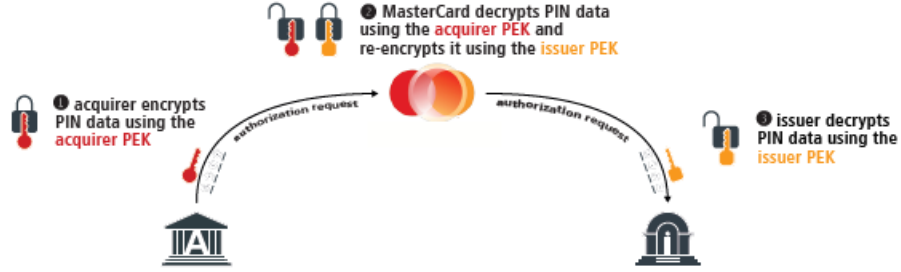 ❷ MasterCard decrypts PIN data
using the acquirer PEK and
re-encrypts it using the issuer PEK
❶ acquirer encrypts
PIN data using the
acquirer PEK
authorization request
authorization request
❸ issuer decrypts
PIN data using the
issuer PEK
A
i